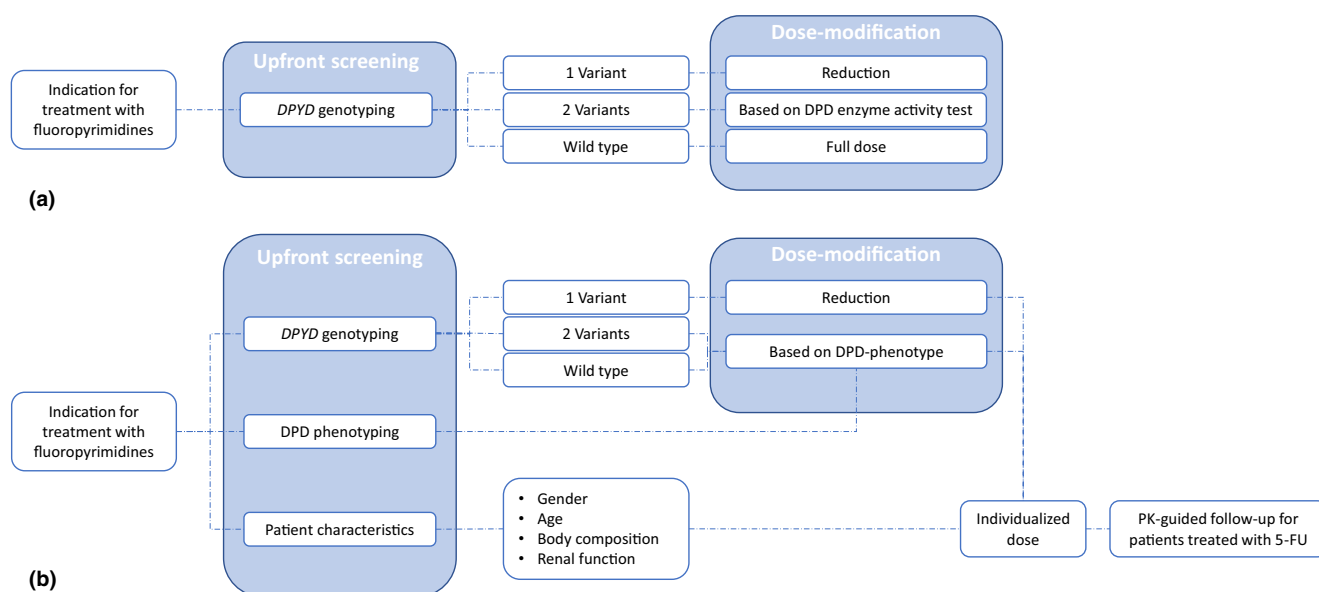 Upfront screening
Dose-modification
Indication for
treatment with
fluoropyrimidines
DPYD genotyping
1 Variant
Reduction
2 Variants
Based on DPD enzyme activity test
Wild type
Full dose
(a)
Upfront screening
Dose-modification
1 Variant
Reduction
DPYD genotyping
2 Variants
Based on DPD-phenotype
Wild type
Indication for
treatment with
fluoropyrimidines
DPD phenotyping
Patient characteristics
• Gender
• Age
• Body composition
• Renal function
Individualized
dose
PK-guided follow-up for
patients treated with 5-FU
(b)